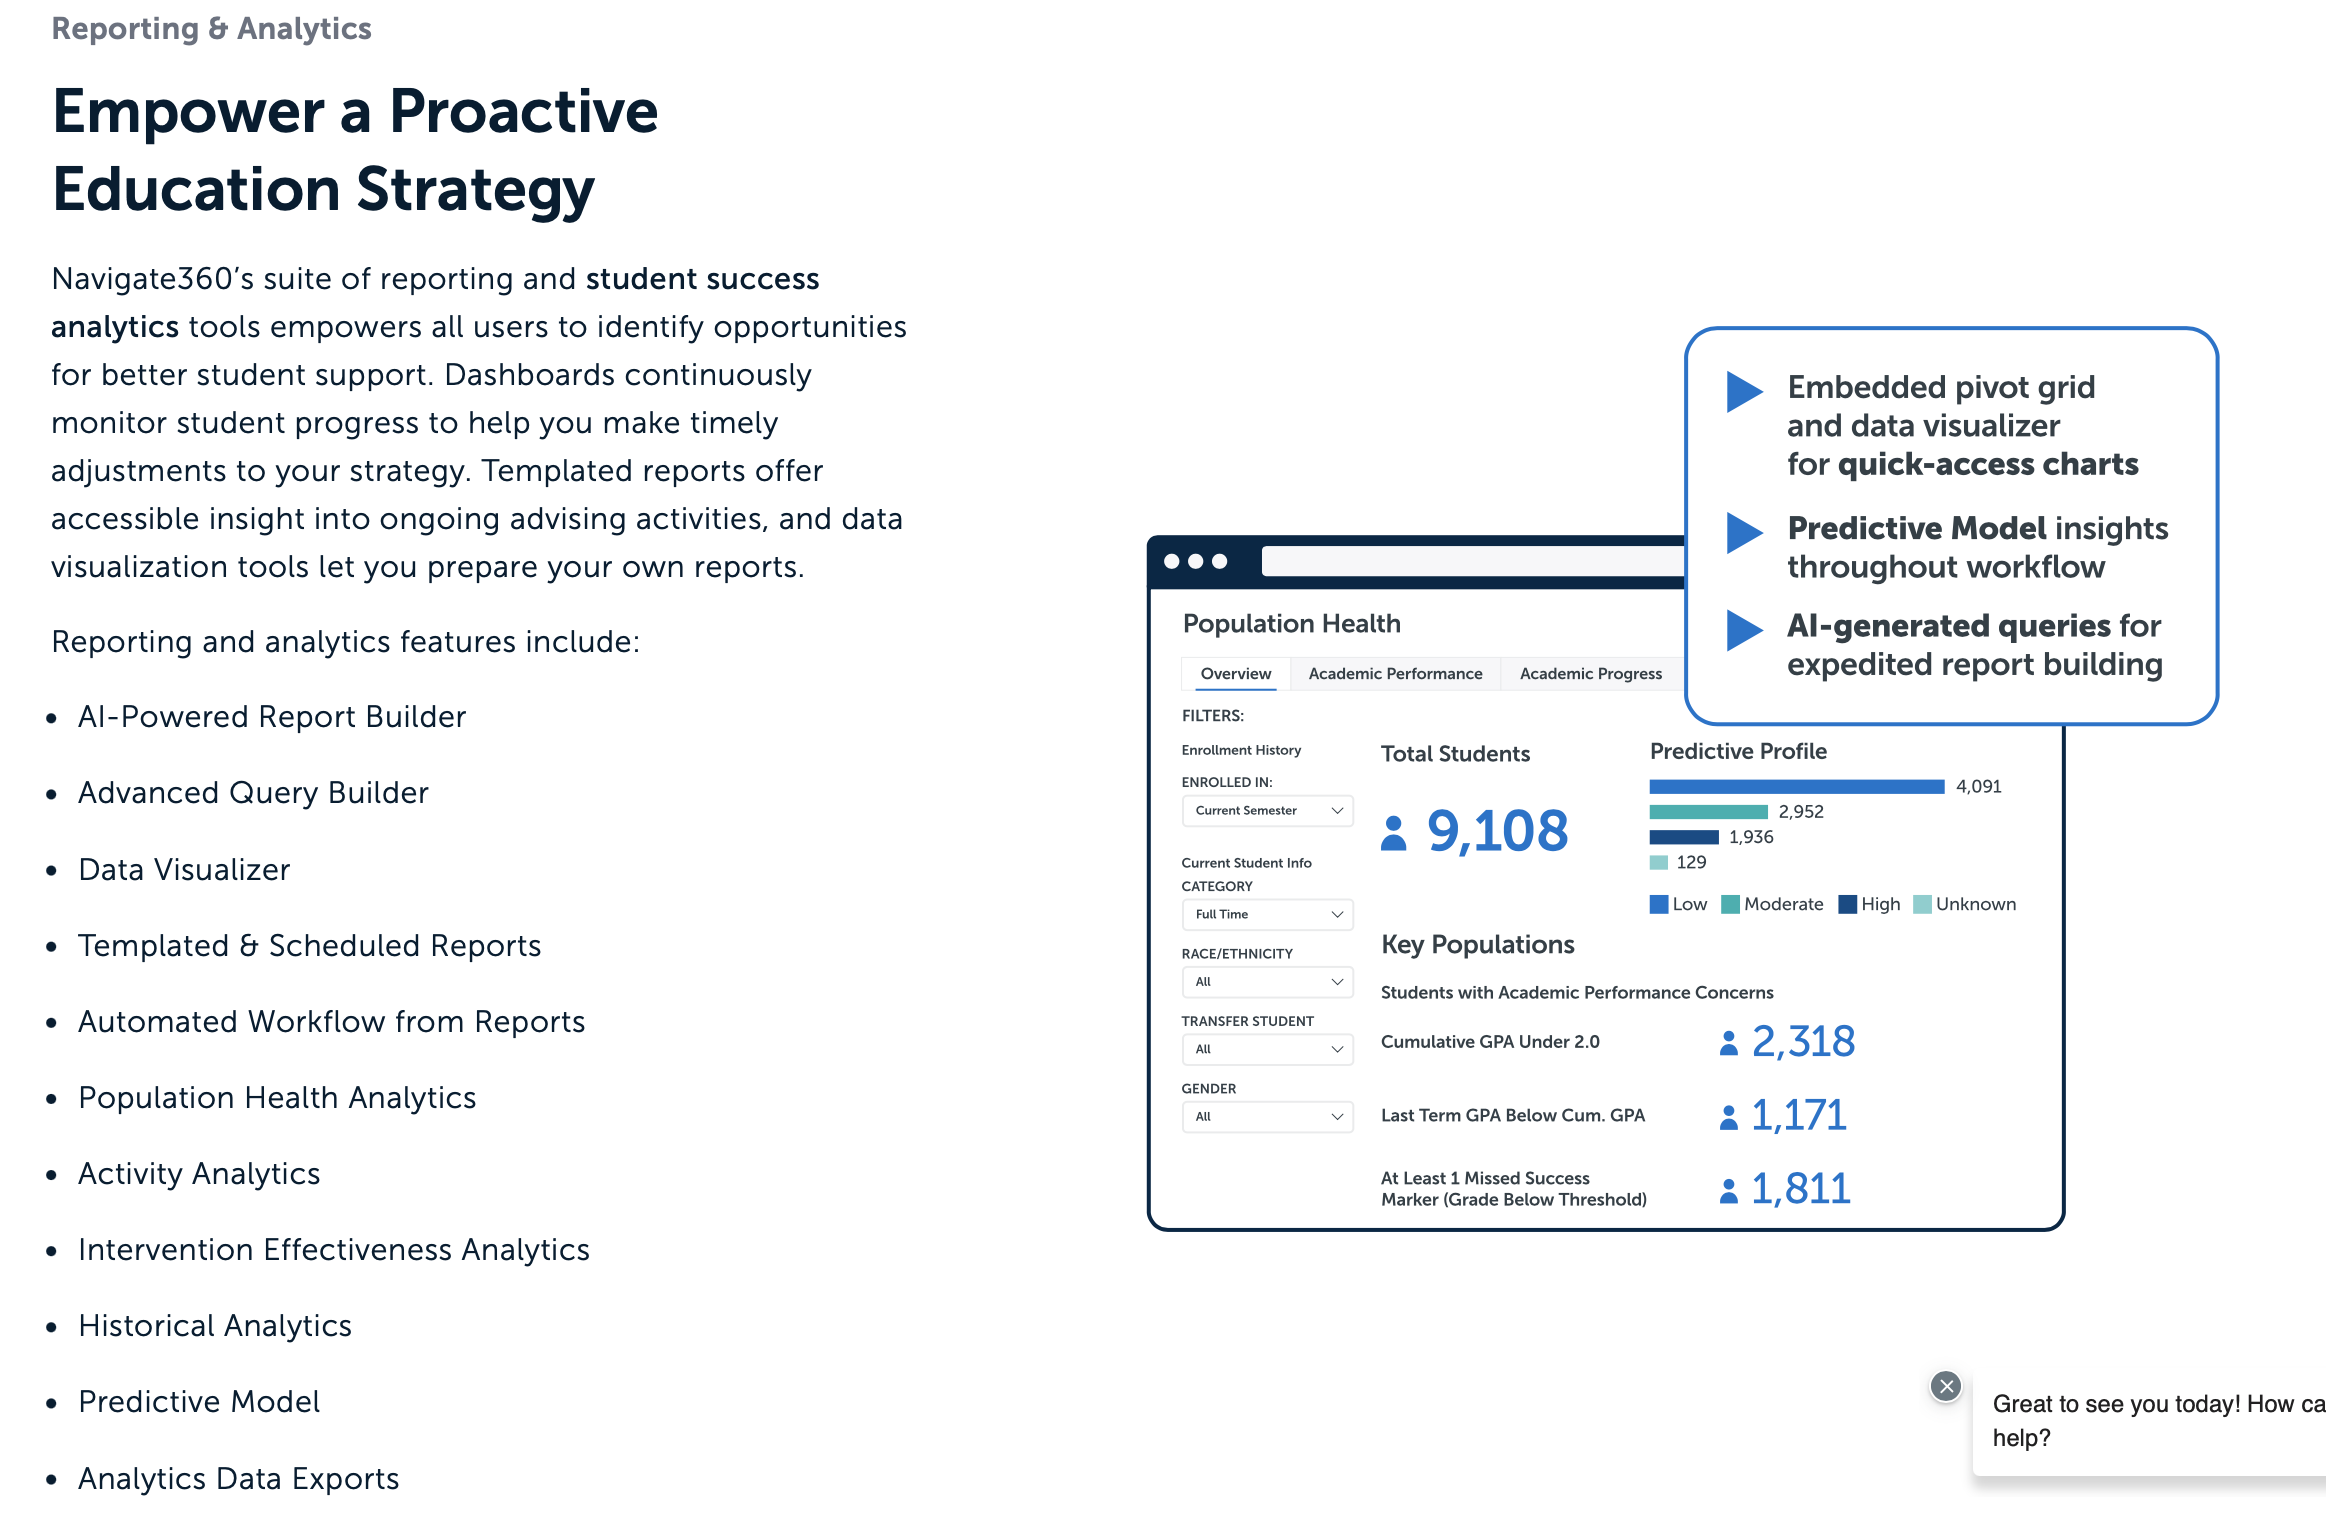 Reporting & Analytics
Empower a Proactive
Education Strategy
Navigate360’s suite of reporting and student success
analytics tools empowers all users to identify opportunities
for better student support. Dashboards continuously
monitor student progress to help you make timely
adjustments to your strategy. Templated reports offer
accessible insight into ongoing advising activities, and data
visualization tools let you prepare your own reports.
Reporting and analytics features include:
• AI-Powered Report Builder
• Advanced Query Builder
• Data Visualizer
• Templated & Scheduled Reports
• Automated Workflow from Reports
• Population Health Analytics
• Activity Analytics
• Intervention Effectiveness Analytics
• Historical Analytics
• Predictive Model
• Analytics Data Exports
Embedded pivot grid
and data visualizer
for quick-access charts
Predictive Model insights
throughout workflow
AI-generated queries for
expedited report building
Population Health
Overview Academic Performance Academic Progress
FILTERS:
Enrollment History
ENROLLED IN:
Current Semester
Current Student Info
CATEGORY
Full Time
RACE/ETHNICITY
All
TRANSFER STUDENT
All
GENDER
All
Total Students
9,108
Predictive Profile
4,091
2,952
1,936
129
Low Moderate High Unknown
Key Populations
Students with Academic Performance Concerns
Cumulative GPA Under 2.0 2,318
Last Term GPA Below Cum. GPA 1,171
At Least 1 Missed Success
Marker (Grade Below Threshold) 1,811
Great to see you today! How ca
help?